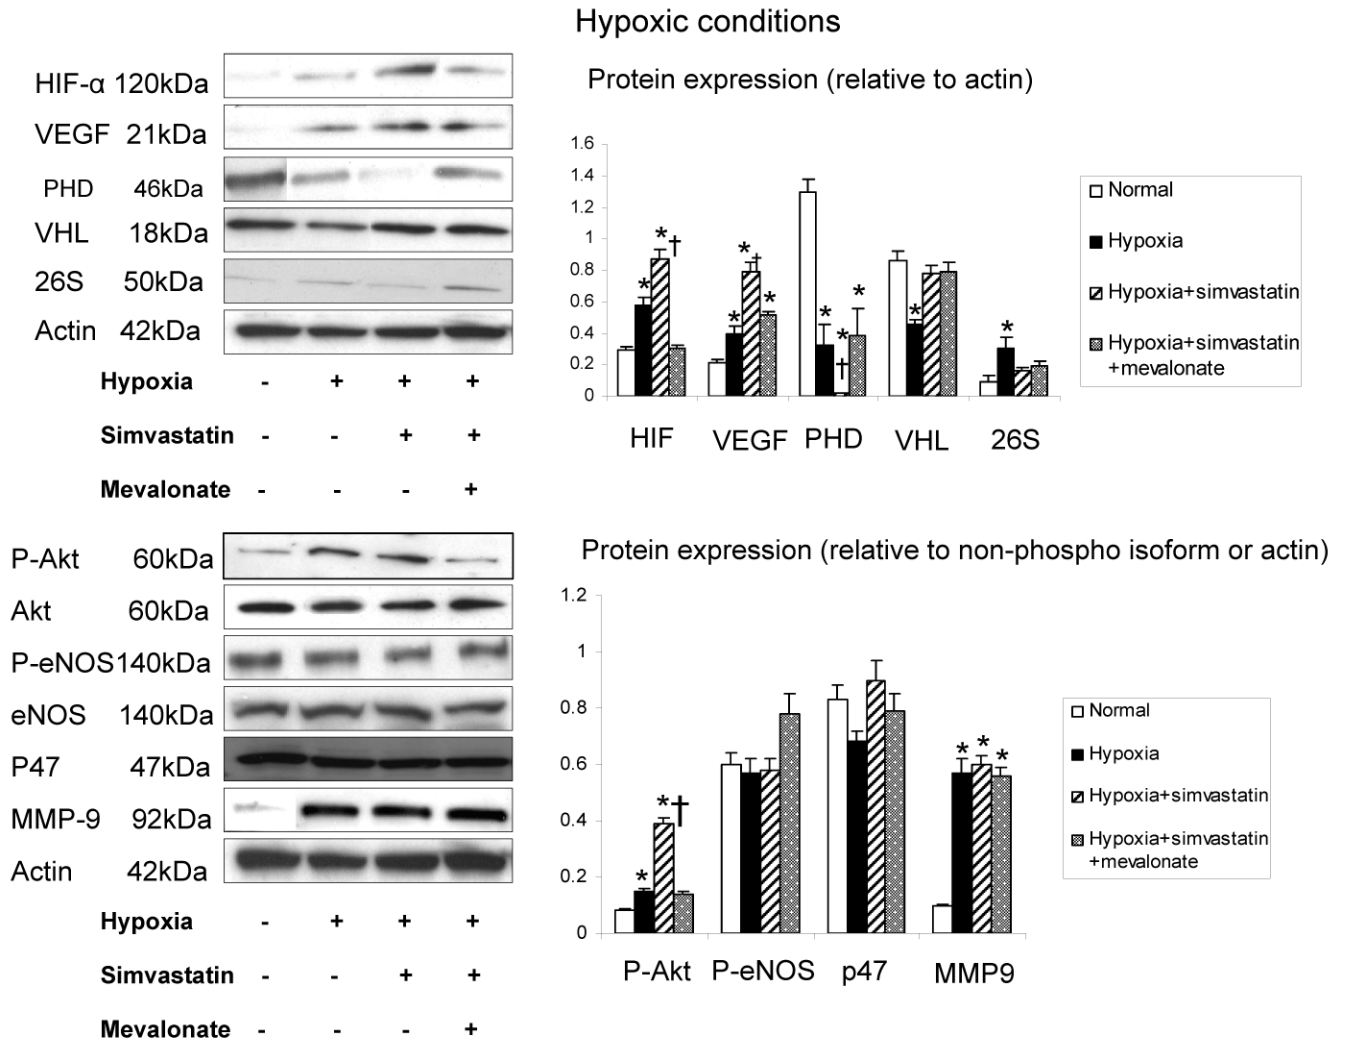 Hypoxic conditions
HIF-α 120kDa
VEGF 21kDa
PHD 46kDa
VHL 18kDa
26S 50kDa
Actin 42kDa
Hypoxia - + + +
Simvastatin - - + +
Mevalonate - - - +
Protein expression (relative to actin)
1.6
1.4
1.2
1
0.8
0.6
0.4
0.2
0
* * †
* * † *
* * † *
*
*
HIF VEGF PHD VHL 26S
Normal
Hypoxia
Hypoxia+simvastatin
Hypoxia+simvastatin
+mevalonate
P-Akt 60kDa
Akt 60kDa
P-eNOS140kDa
eNOS 140kDa
P47 47kDa
MMP-9 92kDa
Actin 42kDa
Hypoxia - + + +
Simvastatin - - + +
Mevalonate - - - +
Protein expression (relative to non-phospho isoform or actin)
1.2
1
0.8
0.6
0.4
0.2
0
* * †
* * *
P-Akt P-eNOS p47 MMP9
Normal
Hypoxia
Hypoxia+simvastatin
Hypoxia+simvastatin
+mevalonate